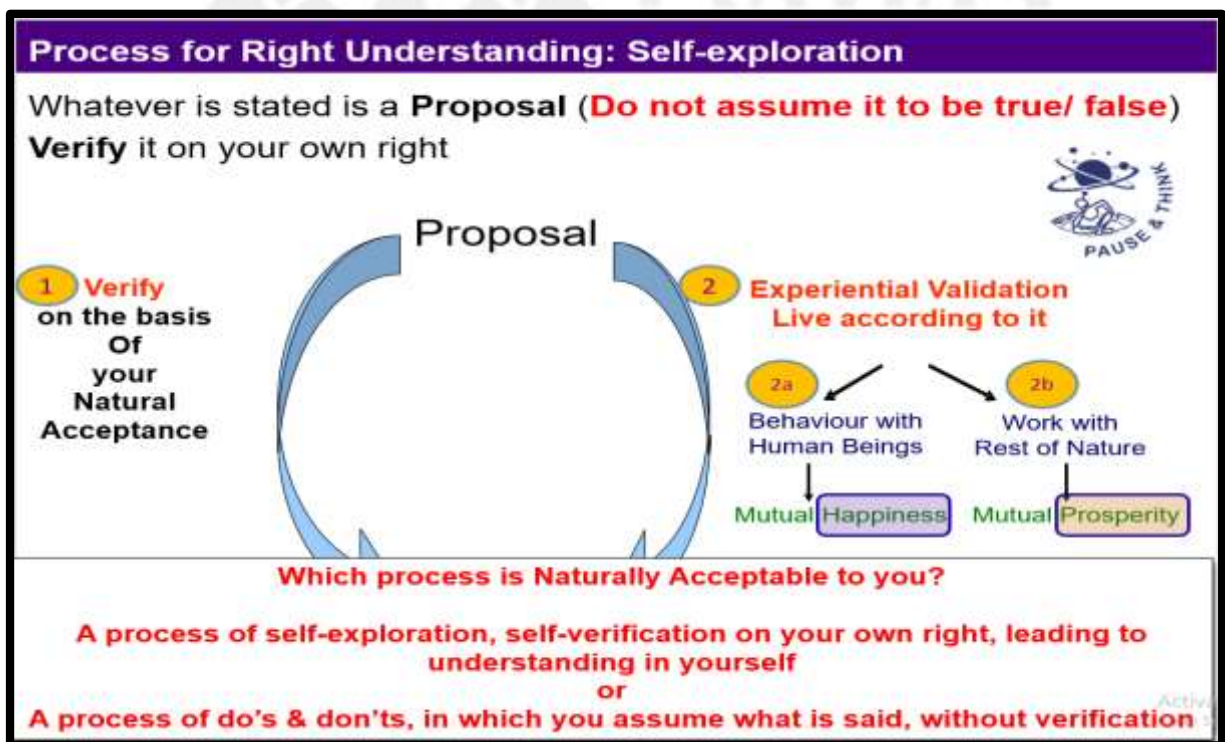 Process for Right Understanding: Self-exploration
Whatever is stated is a Proposal (Do not assume it to be true/ false)
Verify it on your own right
PAUSE & THINK
Proposal
1 Verify
on the basis
Of
your
Natural
Acceptance
2 Experiential Validation
Live according to it
2a
Behaviour with
Human Beings
Mutual Happiness
2b
Work with
Rest of Nature
Mutual Prosperity
Which process is Naturally Acceptable to you?
A process of self-exploration, self-verification on your own right, leading to
understanding in yourself
or
A process of do's & don'ts, in which you assume what is said, without verification